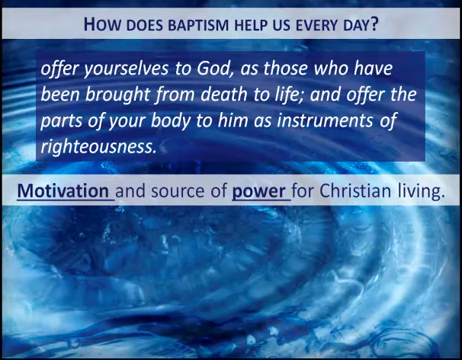 HOW DOES BAPTISM HELP US EVERY DAY?
offer yourselves to God, as those who have
been brought from death to life; and offer the
parts of your body to him as instruments of
righteousness.
Motivation and source of power for Christian living.